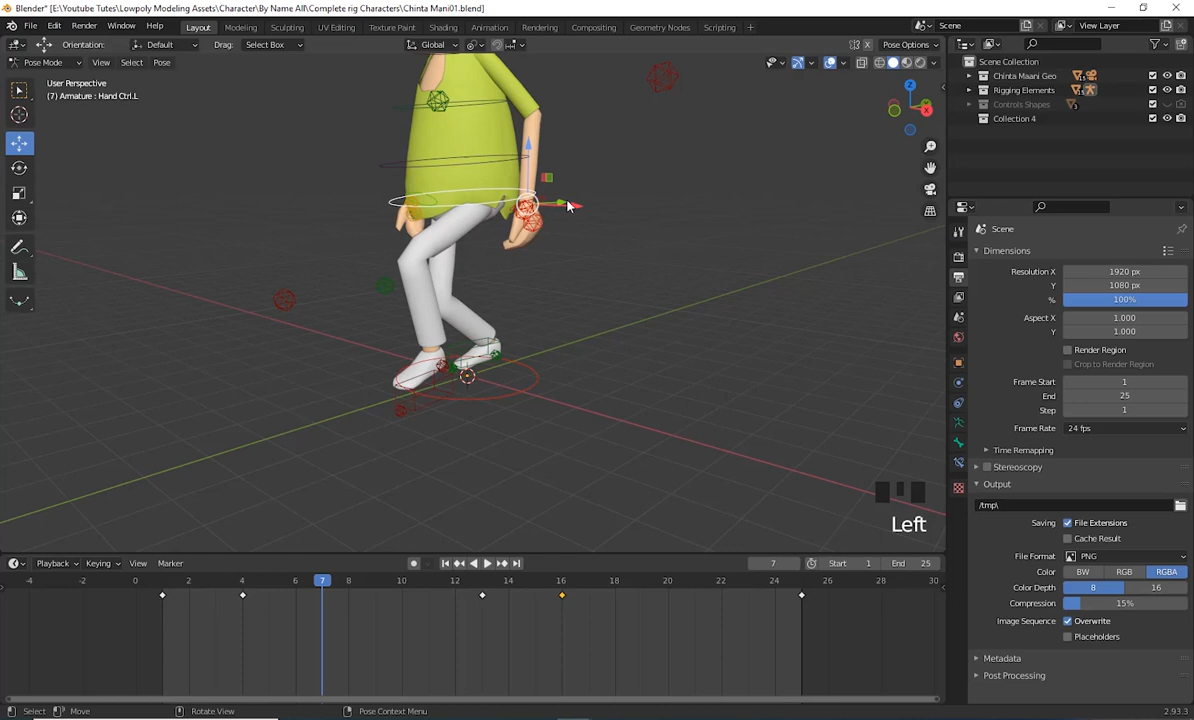 Blender* [E:\Youtube Tutes\Lowpoly Modeling Assets\Character\By Name All\Complete rig Characters\Chinta Mani01.blend]
File Edit Render Window Help Layout Modeling Sculpting UV Editing Texture Paint Shading Animation Rendering Compositing Geometry Nodes Scripting + Scene View Layer
Orientation: Default Drag: Select Box Global Pose Options
Pose Mode View Select Pose
User Perspective
(7) Armature : Hand Ctrl.L
Scene Collection
Chinta Maani Geo
Rigging Elements
Controls Shapes
Collection 4
Scene
Dimensions
Resolution X 1920 px
Y 1080 px
% 100%
Aspect X 1.000
Y 1.000
Render Region
Crop to Render Region
Frame Start 1
End 25
Step 1
Frame Rate 24 fps
Time Remapping
Stereoscopy
Output
/tmp\
Saving File Extensions
Cache Result
File Format PNG
Color BW RGB RGBA
Color Depth 8 16
Compression 15%
Image Sequence Overwrite
Placeholders
Metadata
Post Processing
Left
Playback Keying View Marker 7 Start 1 End 25
-4 -2 0 2 4 6 7 8 10 12 14 16 18 20 22 24 26 28 30
Select Move Rotate View Pose Context Menu 2.93.3